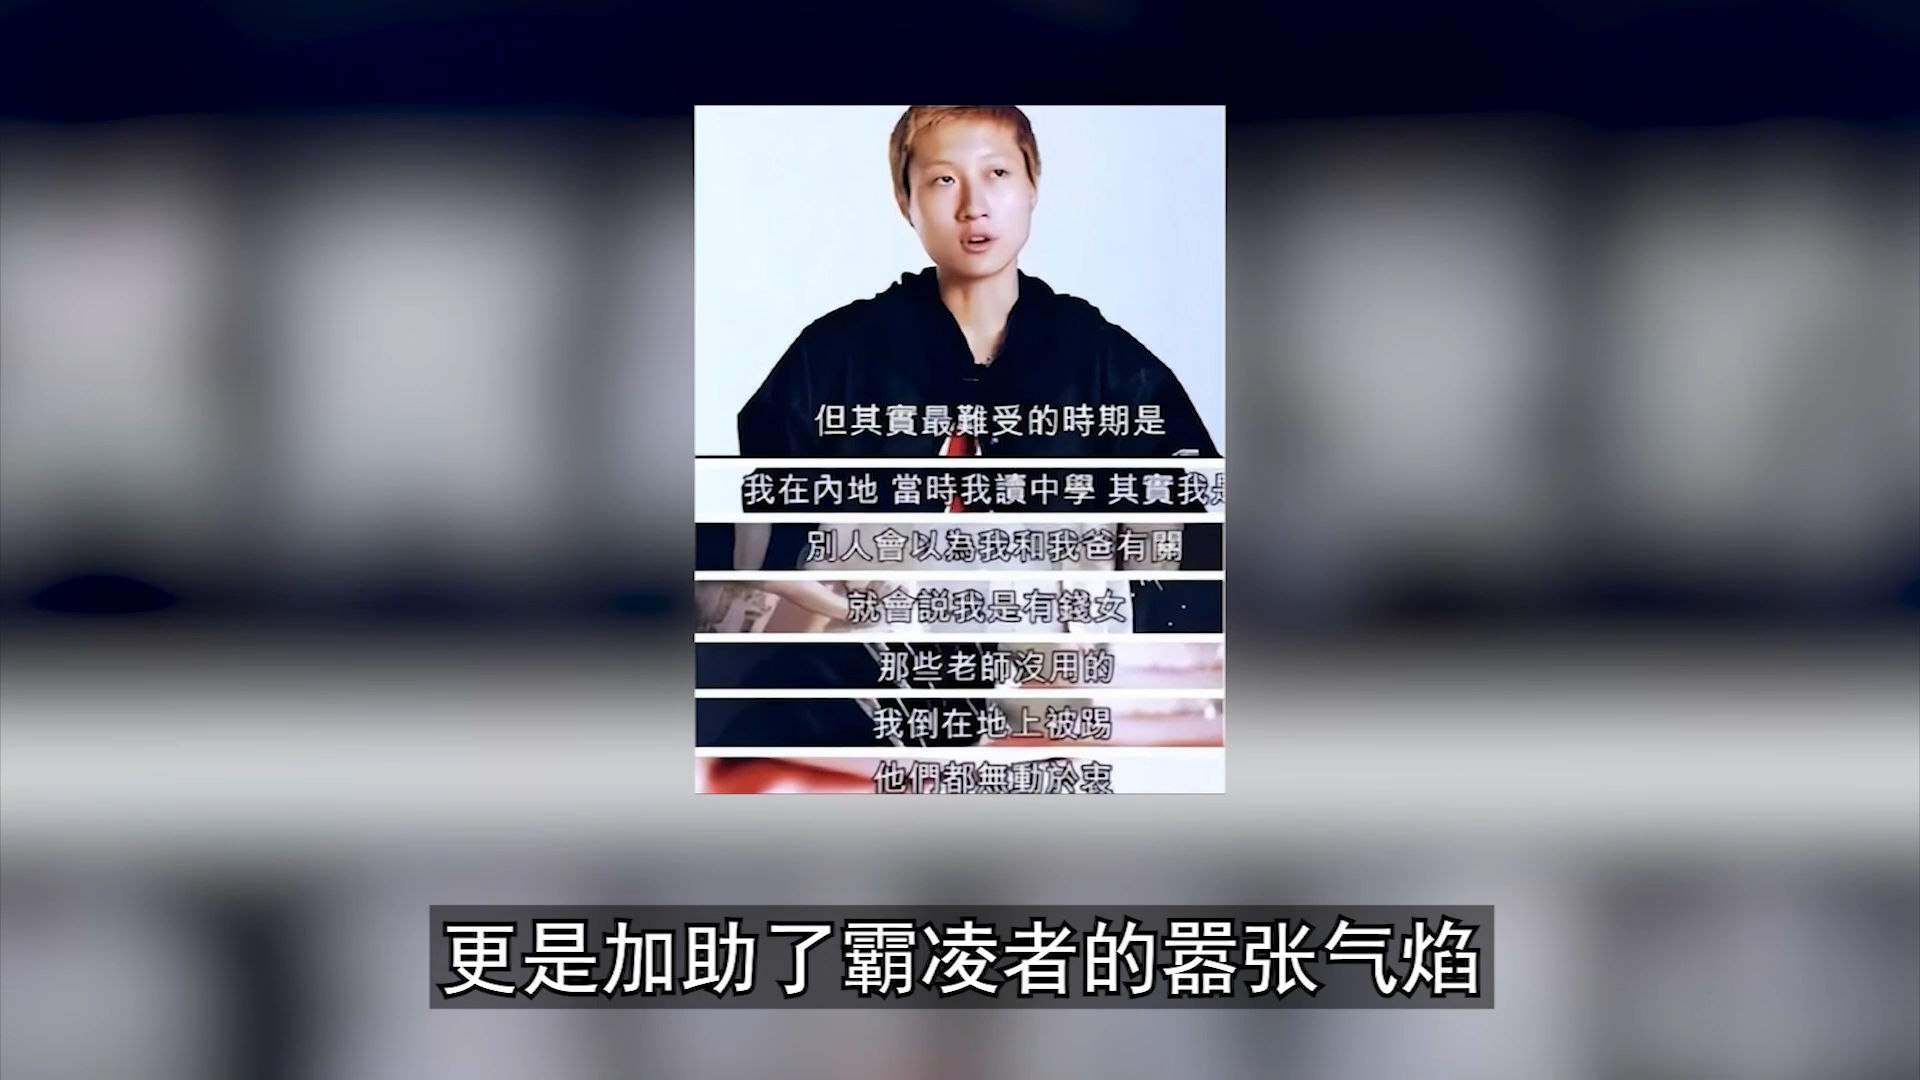 但其實最難受的時期是
我在內地 當時我讀中學 其實我是
別人會以為我和我爸有關
就會説我是有錢女
那些老師沒用的
我倒在地上被踢
他們都無動於衷
更是加助了霸凌者的嚣张气焰